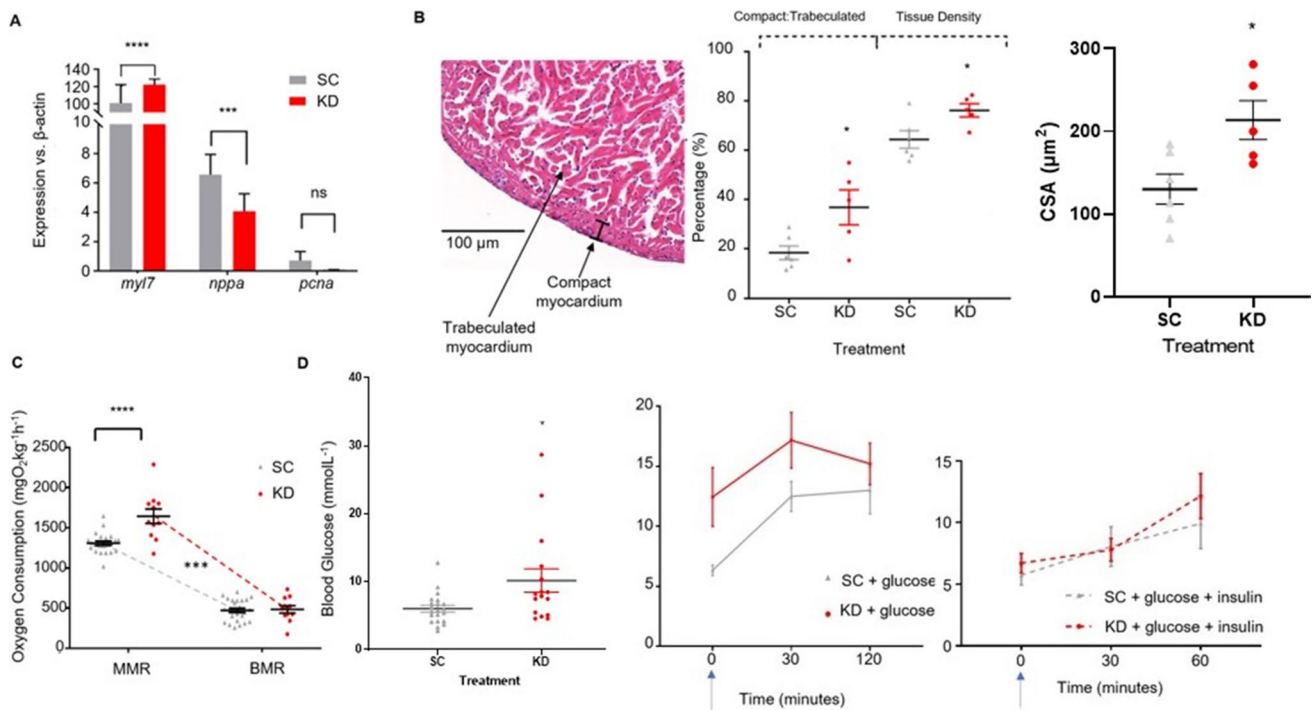 A
Expression vs. β-actin
140
120
100
80
10
8
6
4
2
0
****
***
ns
SC
KD
myl7
nppa
pcna
B
100 µm
Compact
myocardium
Trabeculated
myocardium
Compact:Trabeculated
Tissue Density
Percentage (%)
100
80
60
40
20
0
*
*
SC
KD
SC
KD
Treatment
CSA (µm²)
300
200
100
0
*
SC
KD
Treatment
C
Oxygen Consumption (mgO₂kg⁻¹h⁻¹)
2500
2000
1500
1000
500
0
****
***
SC
KD
MMR
BMR
D
Blood Glucose (mmolL⁻¹)
40
30
20
10
0
*
SC
KD
Treatment
20
15
10
5
0
SC + glucose
KD + glucose
0
30
120
Time (minutes)
15
10
5
0
SC + glucose + insulin
KD + glucose + insulin
0
30
60
Time (minutes)